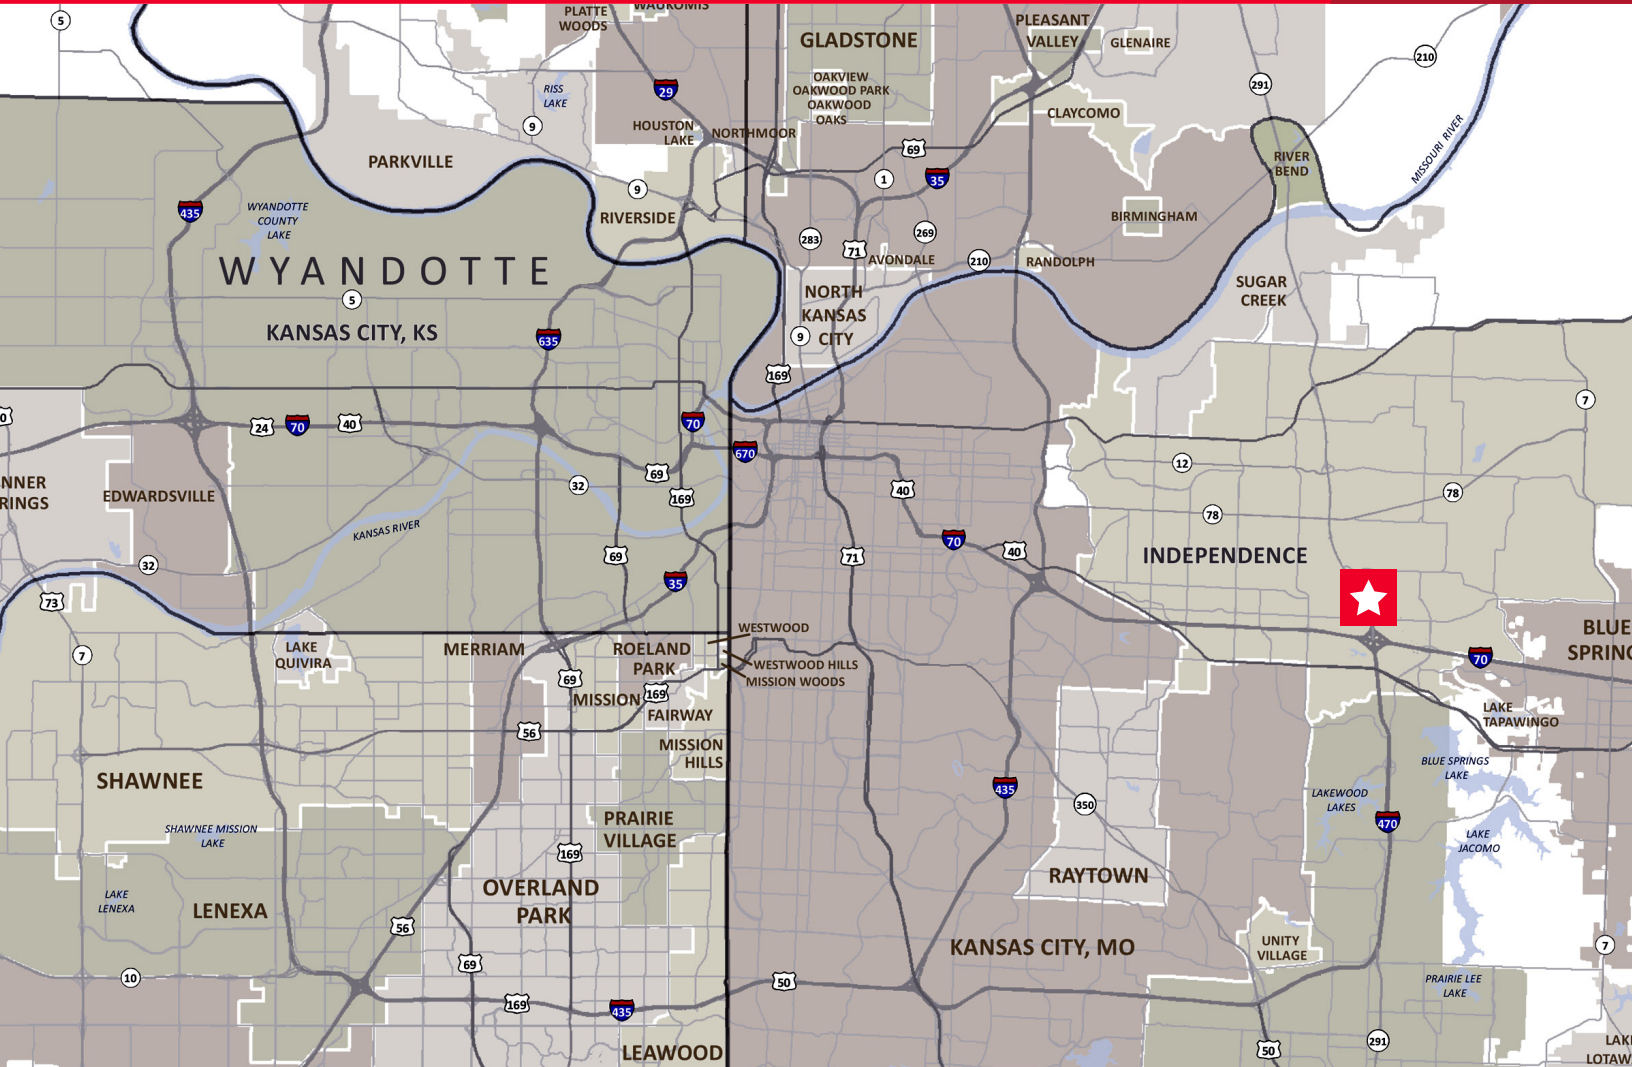 5
PLATTE
WOODS
WAUKOMIS
GLADSTONE
PLEASANT
VALLEY
GLENAIRE
210
291
29
RISS
LAKE
OAKVIEW
OAKWOOD PARK
OAKWOOD
OAKS
CLAYCOMO
9
HOUSTON
LAKE
NORTHMOOR
69
PARKVILLE
MISSOURI RIVER
RIVER
BEND
1
35
9
RIVERSIDE
435
WYANDOTTE
COUNTY
LAKE
BIRMINGHAM
283
269
71
AVONDALE
210
RANDOLPH
WYANDOTTE
5
KANSAS CITY, KS
NORTH
KANSAS
CITY
9
SUGAR
CREEK
635
169
7
0
24
70
40
70
670
69
32
169
40
12
78
78
NNER
RINGS
EDWARDSVILLE
KANSAS RIVER
32
69
71
70
40
INDEPENDENCE
73
35
7
LAKE
QUIVIRA
MERRIAM
ROELAND
PARK
WESTWOOD
WESTWOOD HILLS
MISSION WOODS
BLUE
SPRING
70
69
MISSION
169
FAIRWAY
LAKE
TAPAWINGO
56
MISSION
HILLS
SHAWNEE
BLUE SPRINGS
LAKE
435
350
LAKEWOOD
LAKES
470
SHAWNEE MISSION
LAKE
PRAIRIE
VILLAGE
LAKE
JACOMO
169
RAYTOWN
LAKE
LENEXA
LENEXA
OVERLAND
PARK
56
KANSAS CITY, MO
UNITY
VILLAGE
7
69
10
50
PRAIRIE LEE
LAKE
169
435
LEAWOOD
50
291
LAK
LOTAW